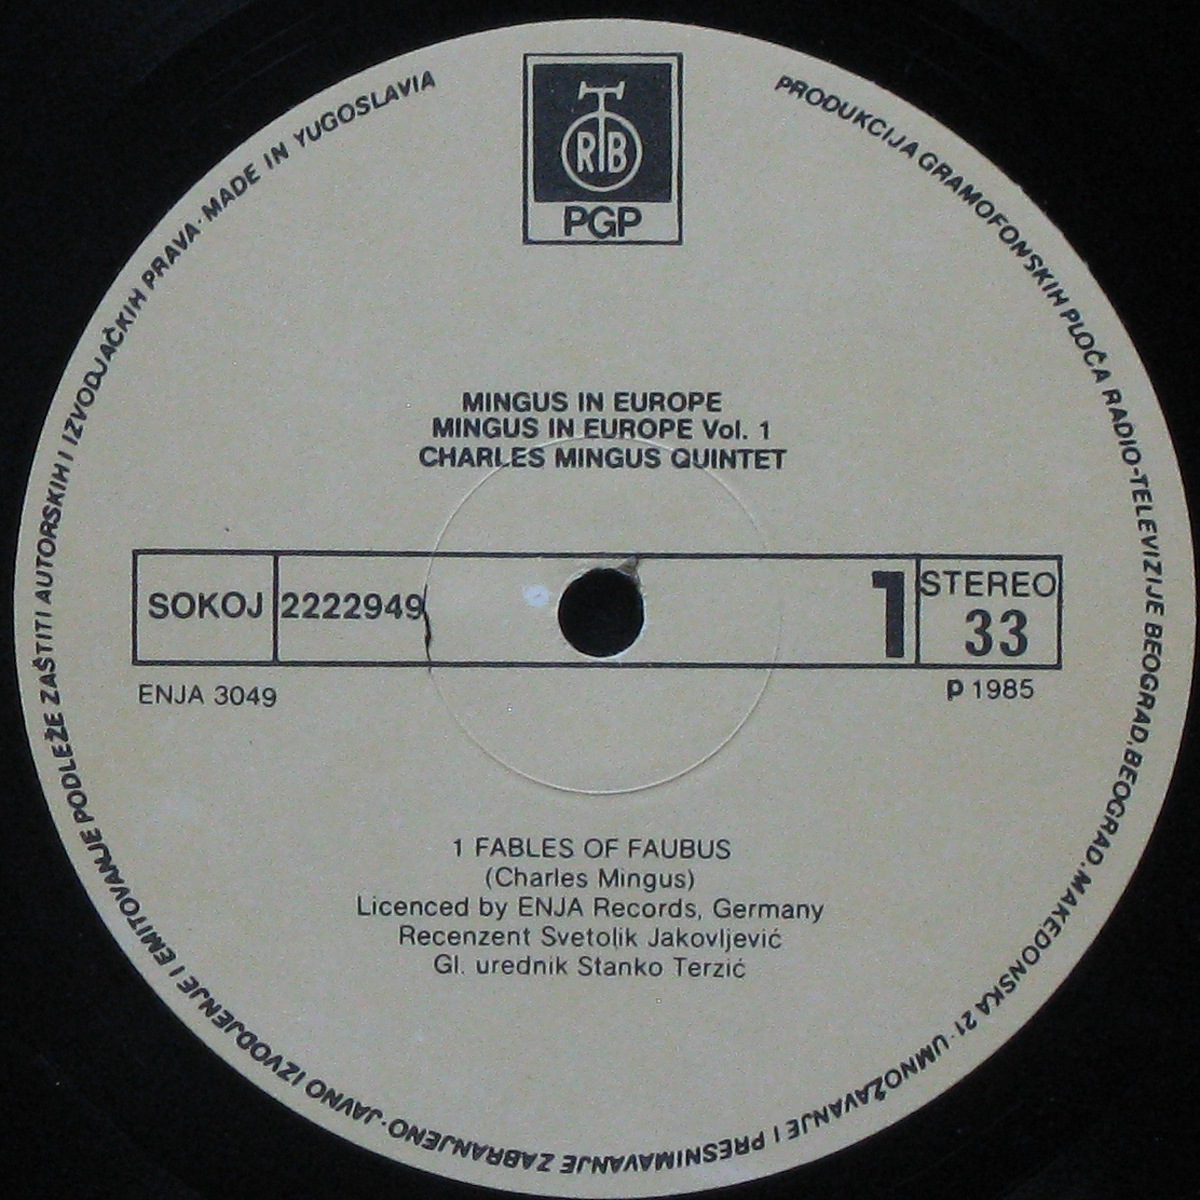 RTB
PGP
PRODUKCIJA GRAMOFONSKIH PLOČA RADIO-TELEVIZIJE BEOGRAD, BEOGRAD, MAKEDONSKA 21 · UMNOŽAVANJE I PRESNIMAVANJE ZABRANJENO · JAVNO IZVODJENJE I EMITOVANJE PODLEŽE ZAŠTITI AUTORSKIH I IZVODJAČKIH PRAVA · MADE IN YUGOSLAVIA
MINGUS IN EUROPE
MINGUS IN EUROPE Vol. 1
CHARLES MINGUS QUINTET
SOKOJ 2222949 1 STEREO
33
ENJA 3049
P 1985
1 FABLES OF FAUBUS
(Charles Mingus)
Licenced by ENJA Records, Germany
Recenzent Svetolik Jakovljević
Gl. urednik Stanko Terzić